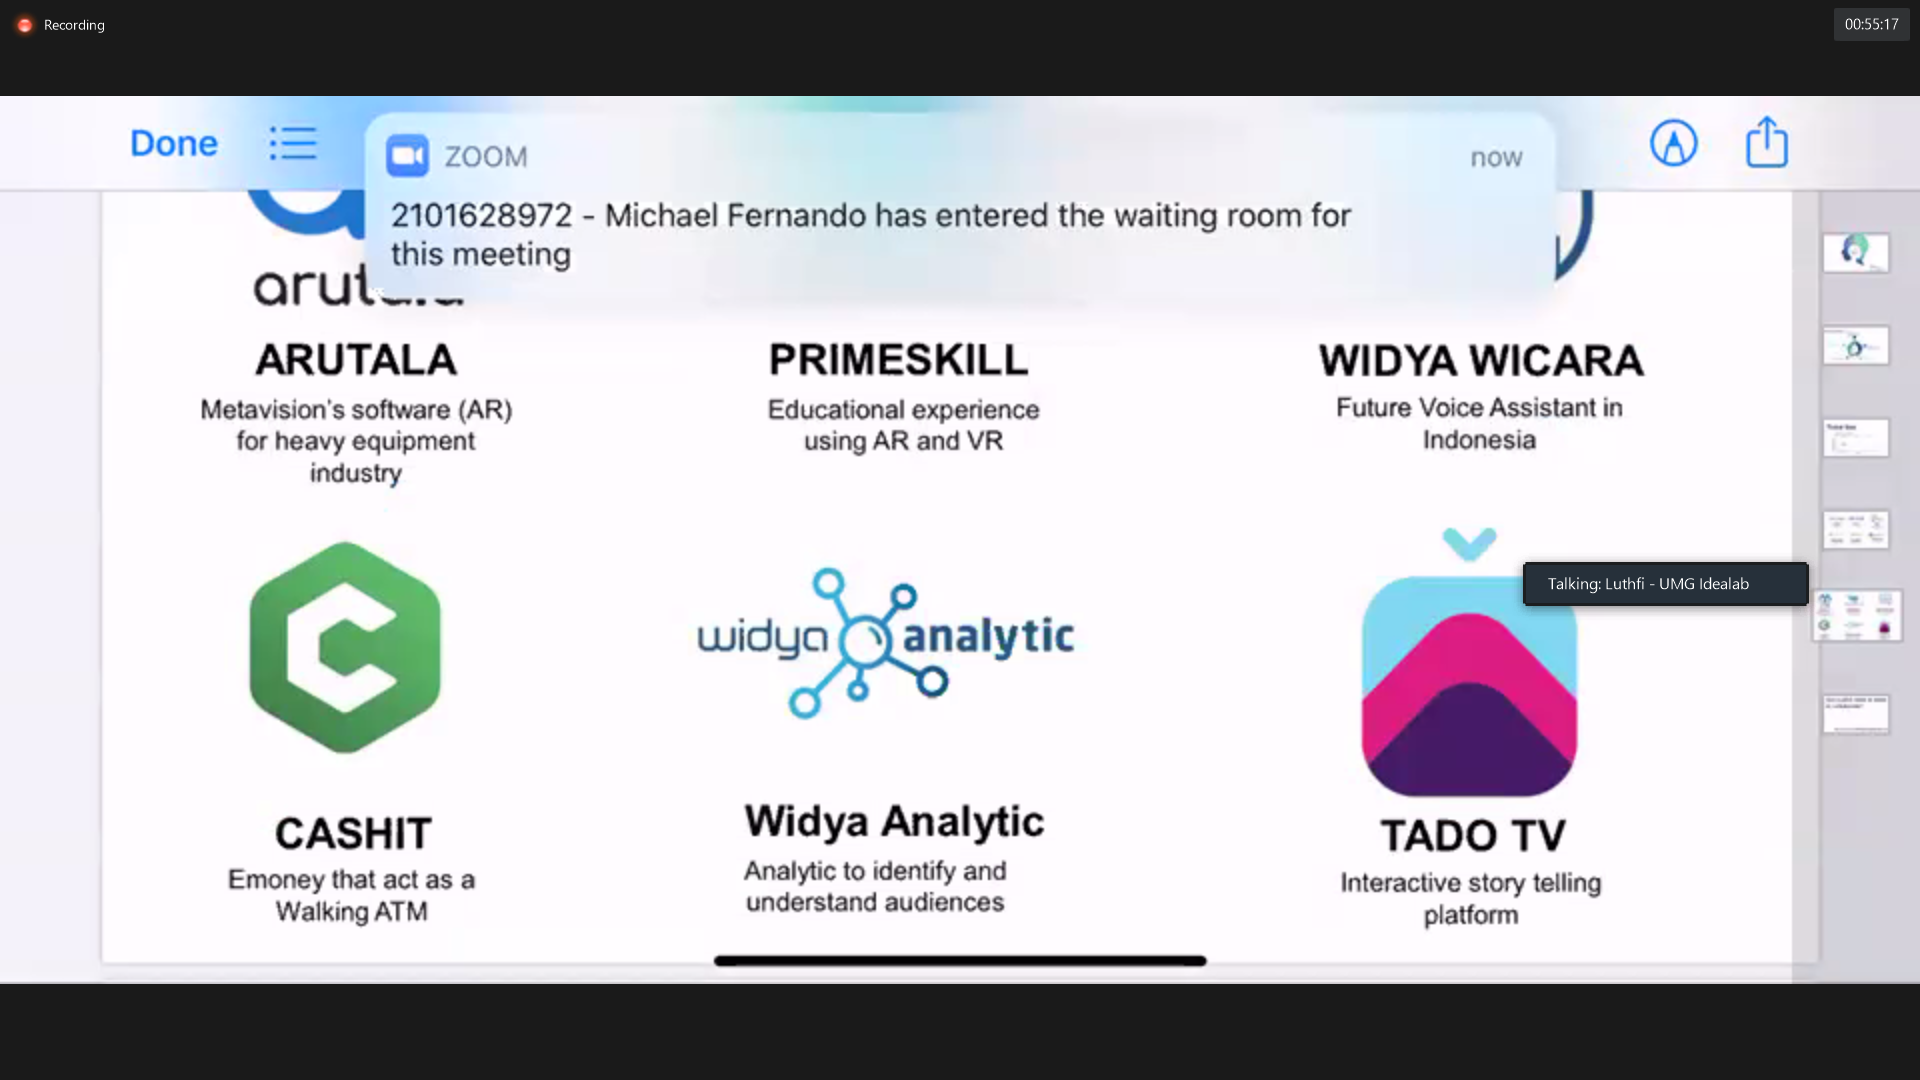 Recording
00:55:17
Done
ZOOM
now
2101628972 - Michael Fernando has entered the waiting room for
this meeting
arutala
ARUTALA
Metavision's software (AR)
for heavy equipment
industry
PRIMESKILL
Educational experience
using AR and VR
WIDYA WICARA
Future Voice Assistant in
Indonesia
Talking: Luthfi - UMG Idealab
widya analytic
CASHIT
Emoney that act as a
Walking ATM
Widya Analytic
Analytic to identify and
understand audiences
TADO TV
Interactive story telling
platform